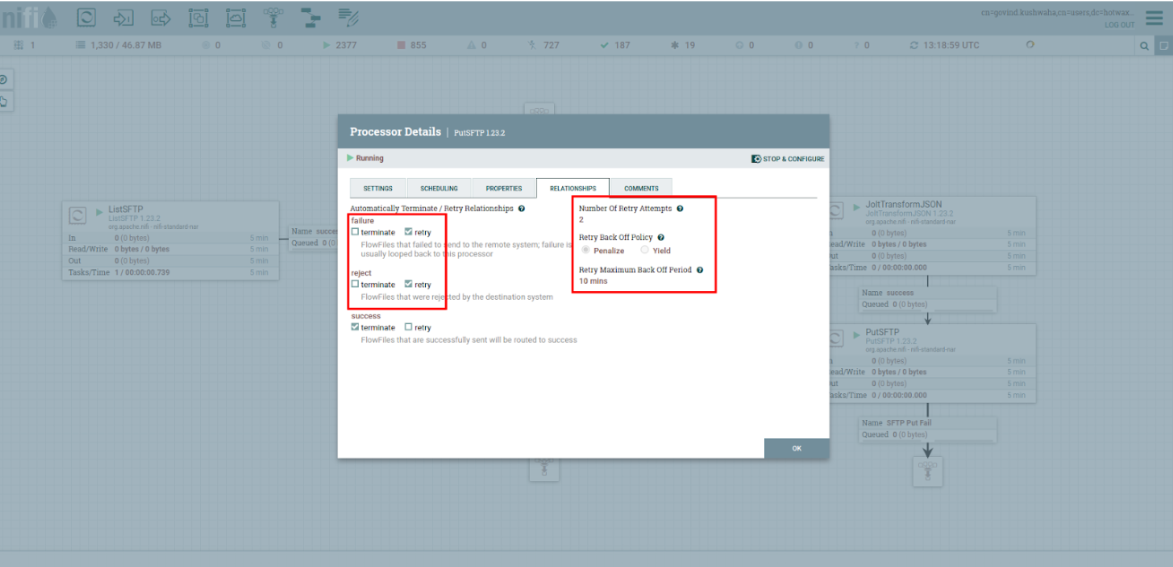 nifi
cn=govind.kushwaha,cn=users,dc=hotwax...
LOG OUT
1 1,330 / 46.87 MB 0 0 2377 855 0 727 187 19 0 0 0 13:18:59 UTC
Processor Details | PutSFTP 1.23.2
Running
STOP & CONFIGURE
SETTINGS SCHEDULING PROPERTIES RELATIONSHIPS COMMENTS
Automatically Terminate / Retry Relationships
failure
terminate retry
FlowFiles that failed to send to the remote system; failure is
usually looped back to this processor
reject
terminate retry
FlowFiles that were rejected by the destination system
success
terminate retry
FlowFiles that are successfully sent will be routed to success
Number Of Retry Attempts
2
Retry Back Off Policy
Penalize Yield
Retry Maximum Back Off Period
10 mins
OK
ListSFTP
ListSFTP 1.23.2
org.apache.nifi - nifi-standard-nar
In 0 (0 bytes) 5 min
Read/Write 0 bytes / 0 bytes 5 min
Out 0 (0 bytes) 5 min
Tasks/Time 1 / 00:00:00.739 5 min
Name succe
Queued 0 (0
JoltTransformJSON
JoltTransformJSON 1.23.2
org.apache.nifi - nifi-standard-nar
0 (0 bytes) 5 min
ead/Write 0 bytes / 0 bytes 5 min
ut 0 (0 bytes) 5 min
asks/Time 0 / 00:00:00.000 5 min
Name success
Queued 0 (0 bytes)
PutSFTP
PutSFTP 1.23.2
org.apache.nifi - nifi-standard-nar
0 (0 bytes) 5 min
ead/Write 0 bytes / 0 bytes 5 min
ut 0 (0 bytes) 5 min
asks/Time 0 / 00:00:00.000 5 min
Name SFTP Put Fail
Queued 0 (0 bytes)